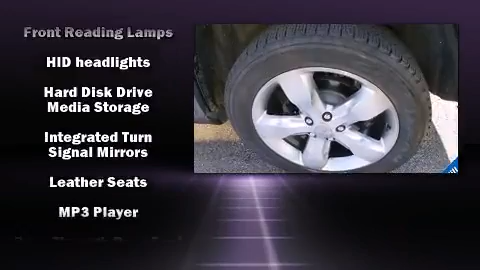 Front Reading Lamps
HID headlights
Hard Disk Drive
Media Storage
Integrated Turn
Signal Mirrors
Leather Seats
MP3 Player